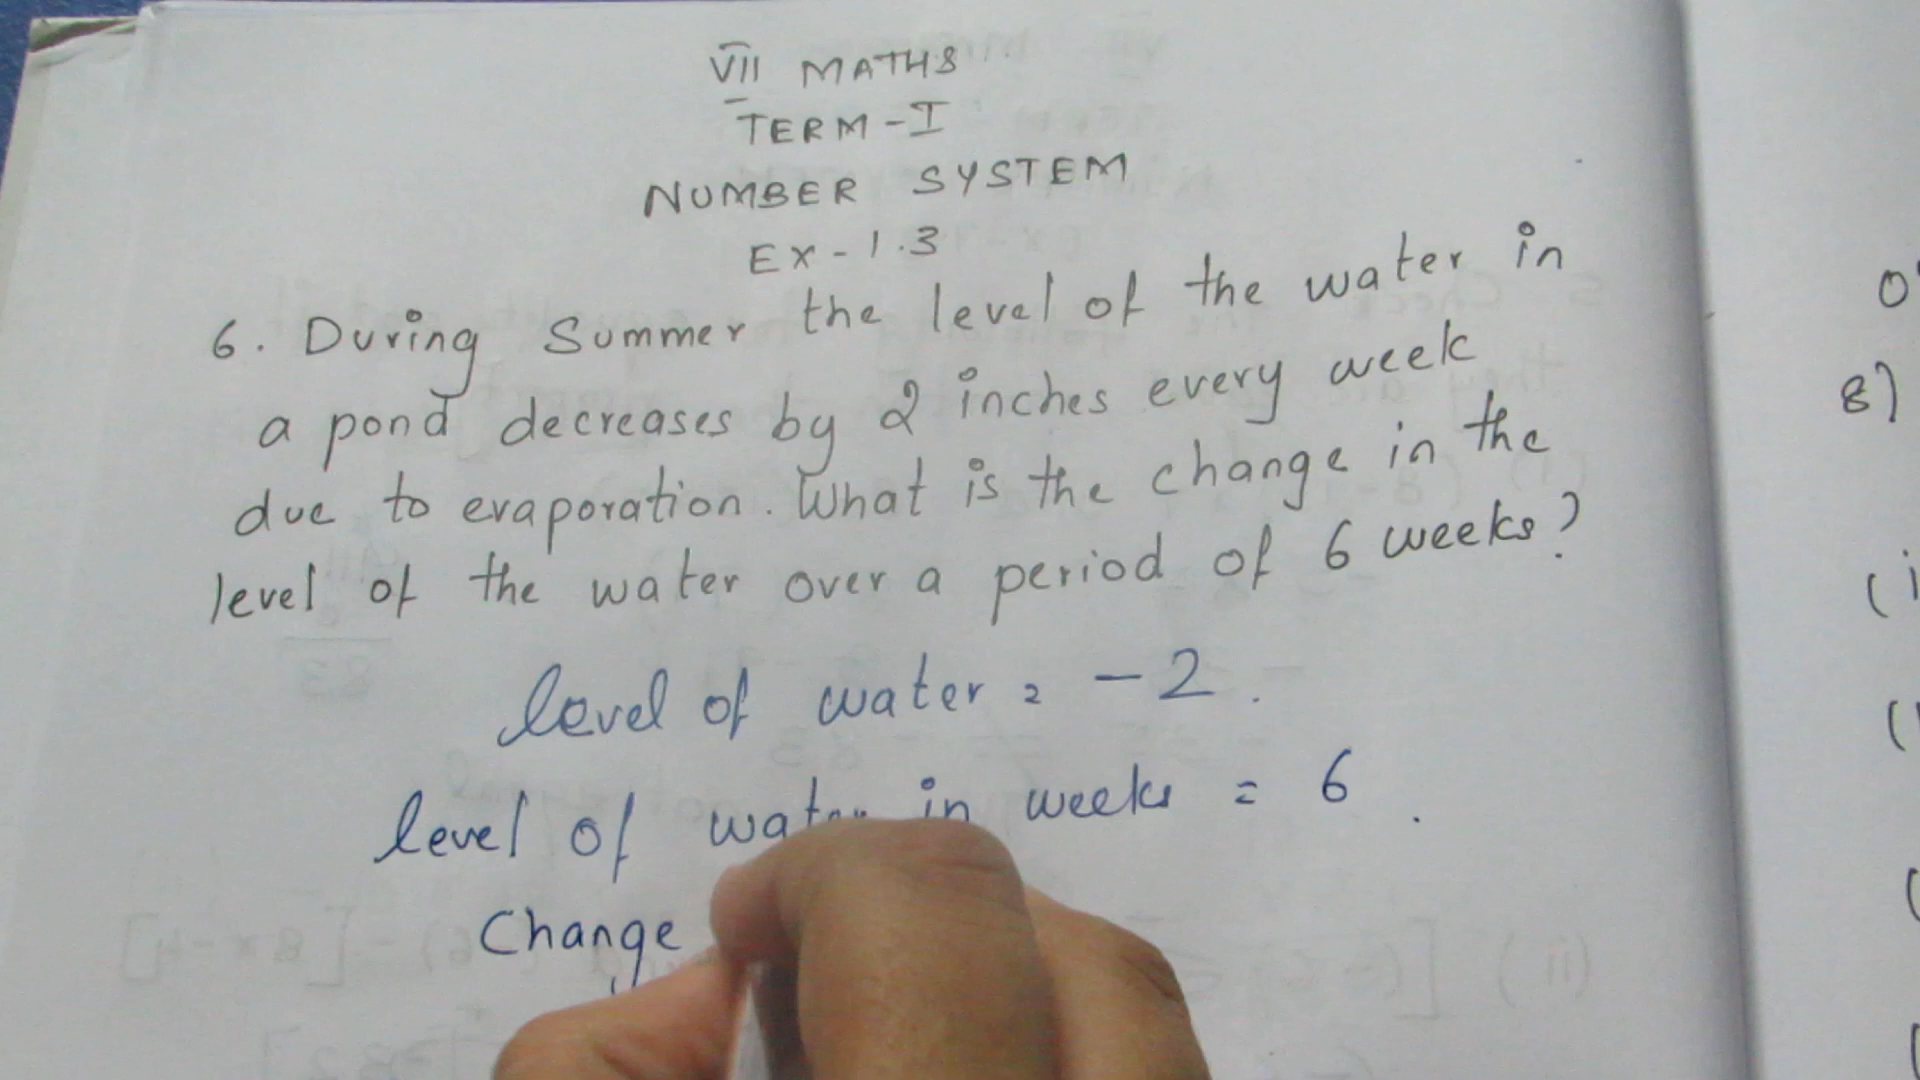 VII MATHS
TERM-I
NUMBER SYSTEM
Ex-1.3
6. During Summer the level of the water in
a pond decreases by 2 inches every week
due to evaporation. What is the change in the
level of the water over a period of 6 weeks?
level of water = -2.
level of water in weeks = 6.
Change
8)
(i